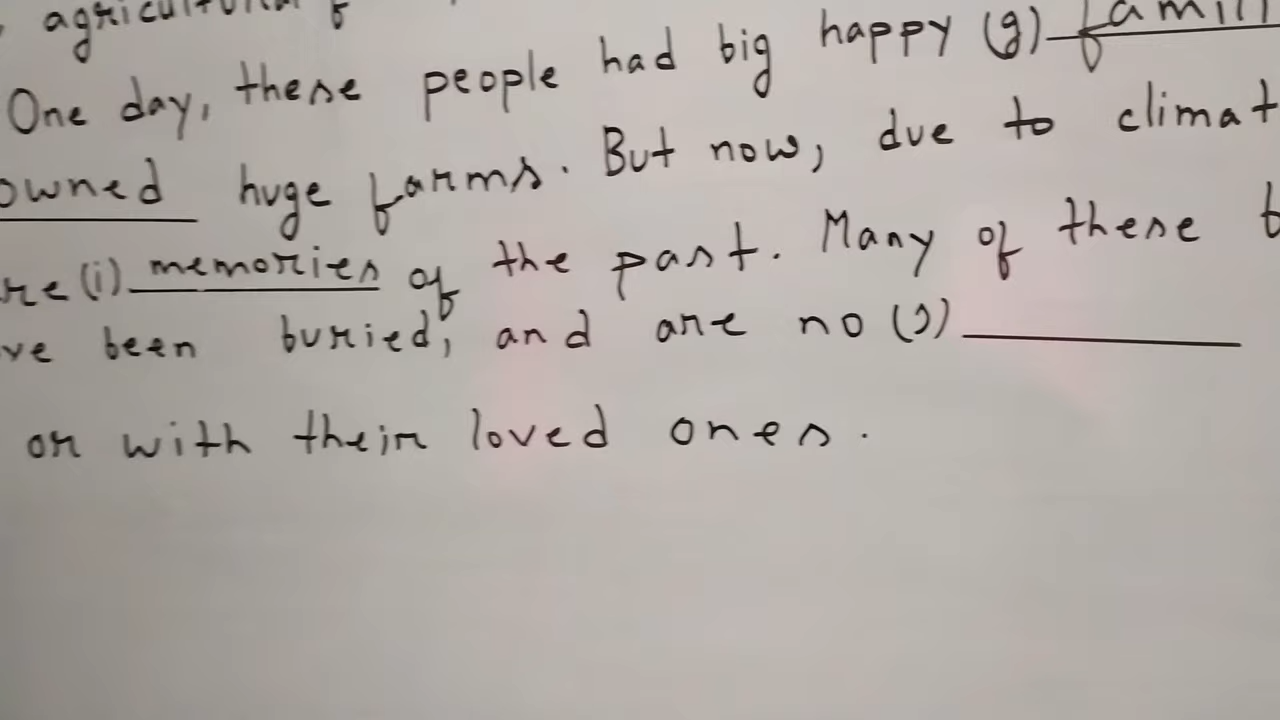 agricultural f
One day, these people had big happy (g) famili
owned huge farms. But now, due to climat
re (i) memories of the past. Many of these t
ve been buried, and are no (j)
or with their loved ones.